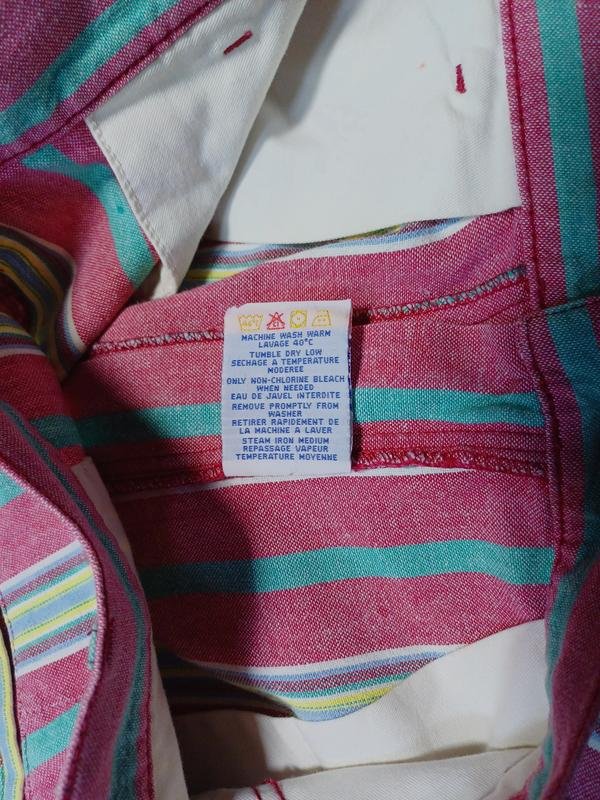 MACHINE WASH WARM
LAVAGE 40°C
TUMBLE DRY LOW
SECHAGE A TEMPERATURE
MODEREE
ONLY NON-CHLORINE BLEACH
WHEN NEEDED
EAU DE JAVEL INTERDITE
REMOVE PROMPTLY FROM
WASHER
RETIRER RAPIDEMENT DE
LA MACHINE A LAVER
STEAM IRON MEDIUM
REPASSAGE VAPEUR
TEMPERATURE MOYENNE